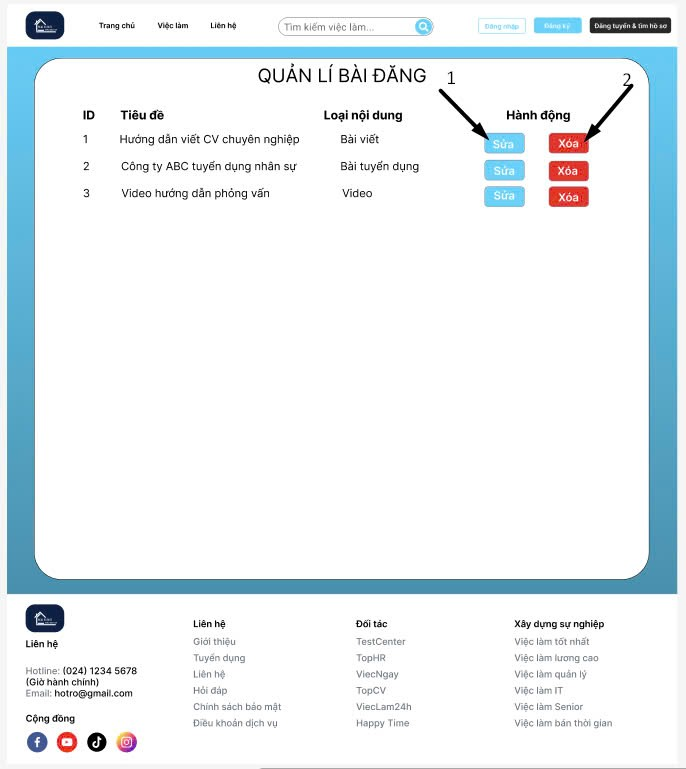 Trang chủ Việc làm Liên hệ Tìm kiếm việc làm... Đăng nhập Đăng ký Đăng tuyển & tìm hồ sơ
QUẢN LÍ BÀI ĐĂNG 1 2
ID Tiêu đề Loại nội dung Hành động
1 Hướng dẫn viết CV chuyên nghiệp Bài viết Sửa Xóa
2 Công ty ABC tuyển dụng nhân sự Bài tuyển dụng Sửa Xóa
3 Video hướng dẫn phỏng vấn Video Sửa Xóa
Liên hệ
Hotline: (024) 1234 5678
(Giờ hành chính)
Email: hotro@gmail.com
Cộng đồng
Liên hệ
Giới thiệu
Tuyển dụng
Liên hệ
Hỏi đáp
Chính sách bảo mật
Điều khoản dịch vụ
Đối tác
TestCenter
TopHR
ViecNgay
TopCV
ViecLam24h
Happy Time
Xây dựng sự nghiệp
Việc làm tốt nhất
Việc làm lương cao
Việc làm quản lý
Việc làm IT
Việc làm Senior
Việc làm bán thời gian